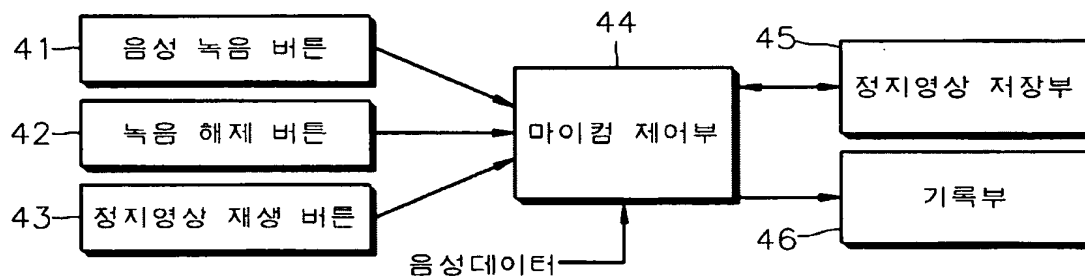 41 음성 녹음 버튼
42 녹음 해제 버튼
43 정지영상 재생 버튼
44
마이컴 제어부
음성데이터
45
정지영상 저장부
기록부
46